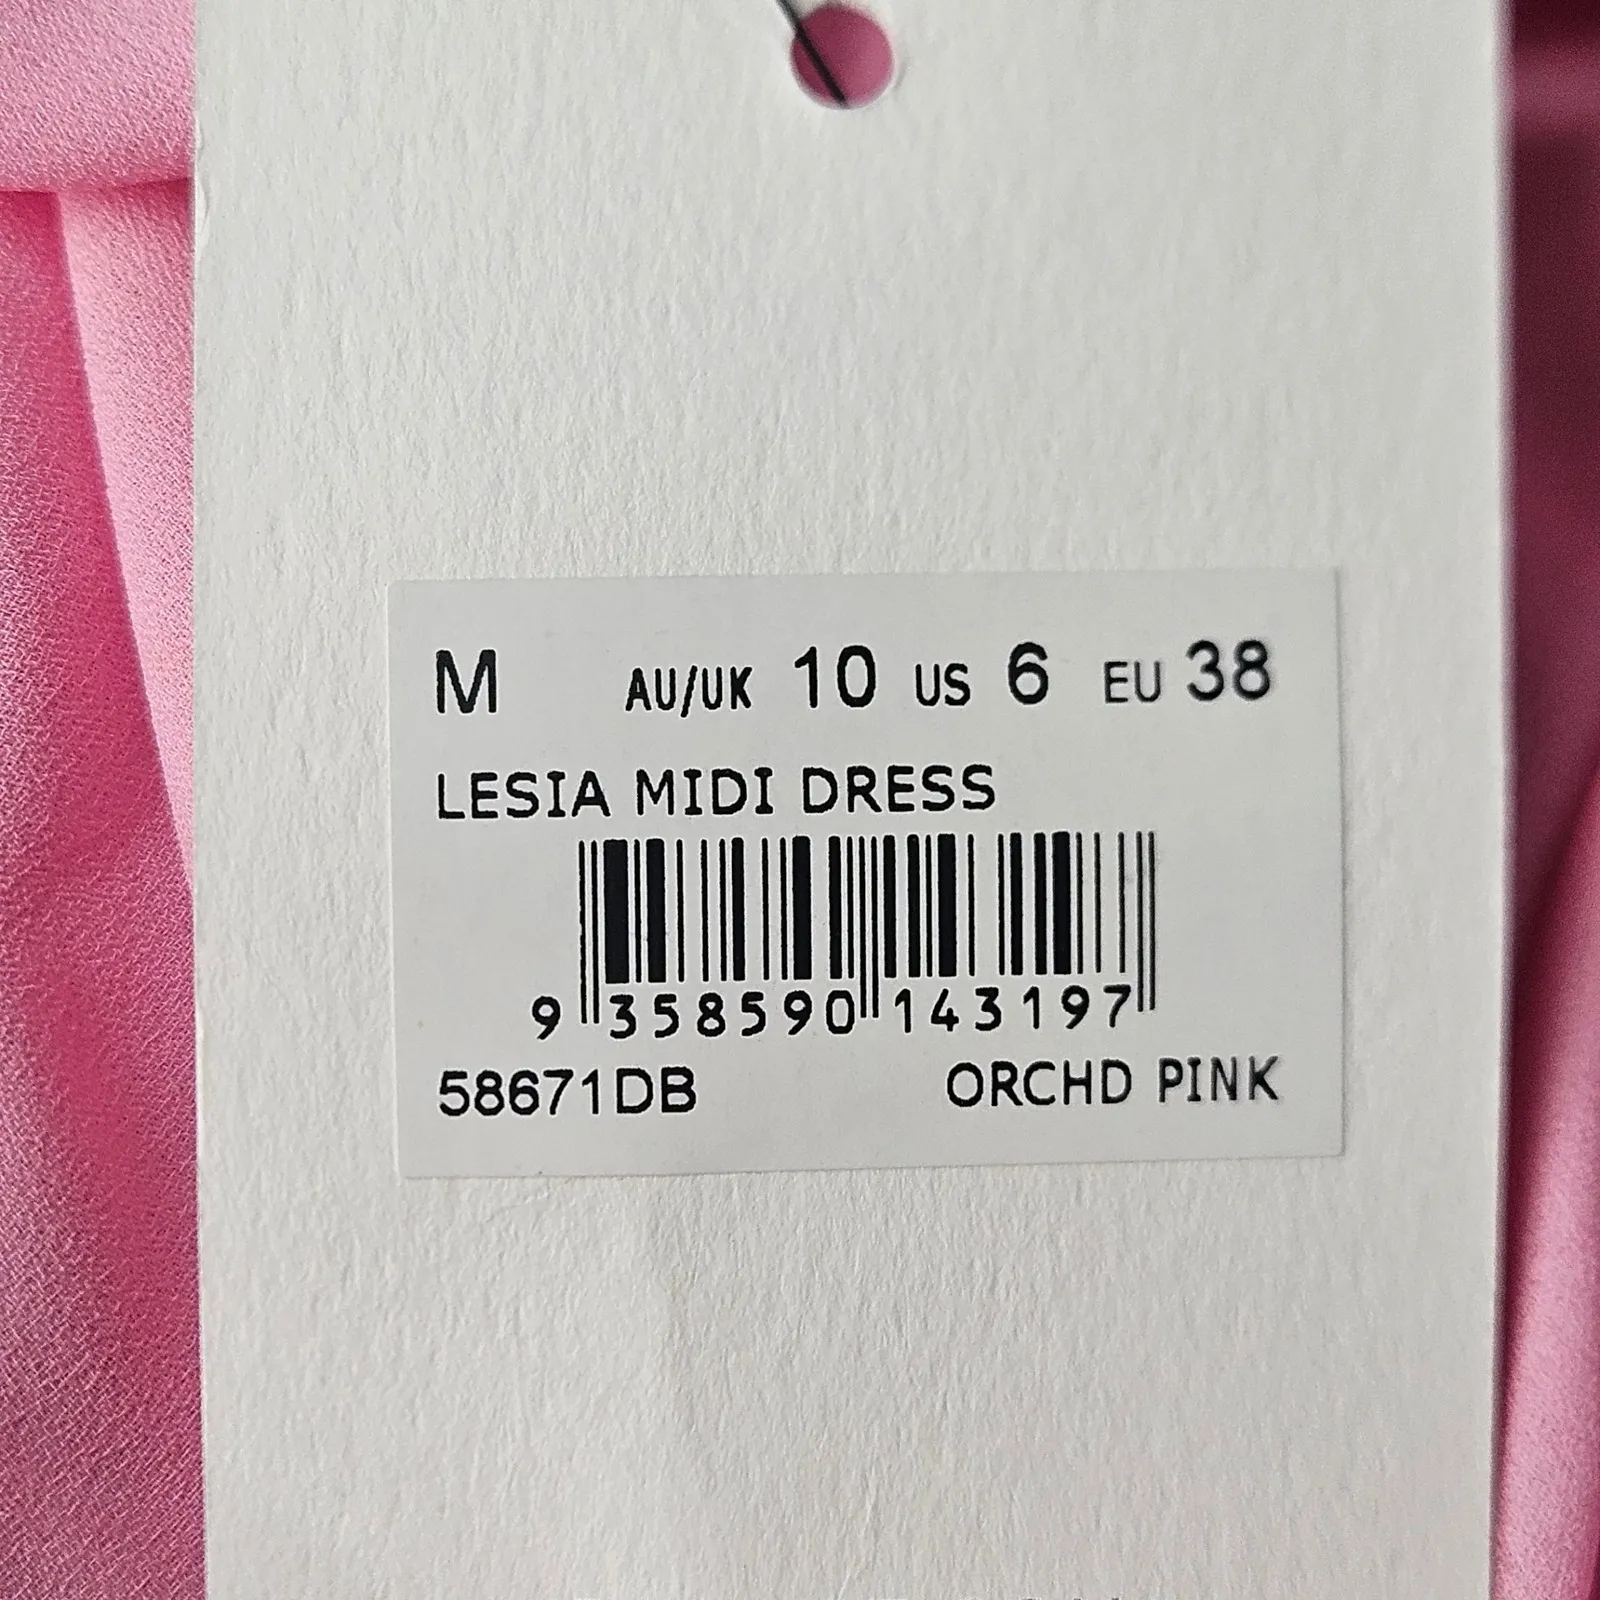 M AU/UK 10 US 6 EU 38
LESIA MIDI DRESS
9 358590 143197
58671DB ORCHD PINK